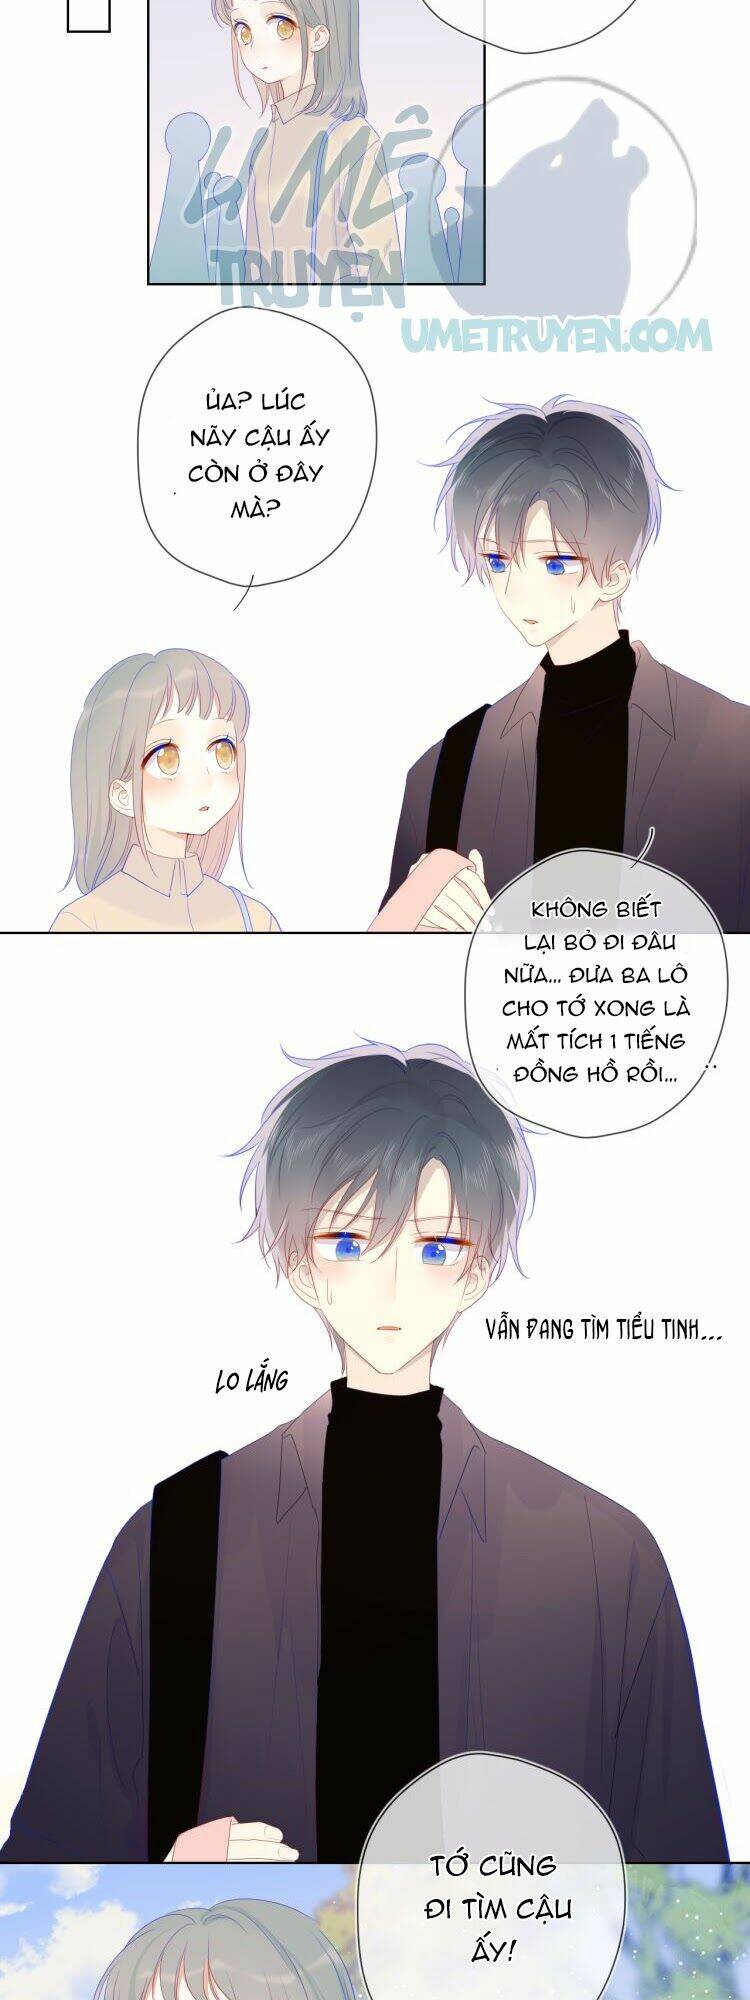 U MÊ
TRUYỆN
UMETRUYEN.COM
ỦA? LÚC
NÃY CẬU ẤY
CÒN Ở ĐÂY
MÀ?
KHÔNG BIẾT
LẠI BỎ ĐI ĐÂU
NỮA... ĐƯA BA LÔ
CHO TỚ XONG LÀ
MẤT TÍCH 1 TIẾNG
ĐỒNG HỒ RỒI...
VẪN ĐANG TÌM TIỂU TINH...
LO LẮNG
TỚ CŨNG
ĐI TÌM CẬU
ẤY!